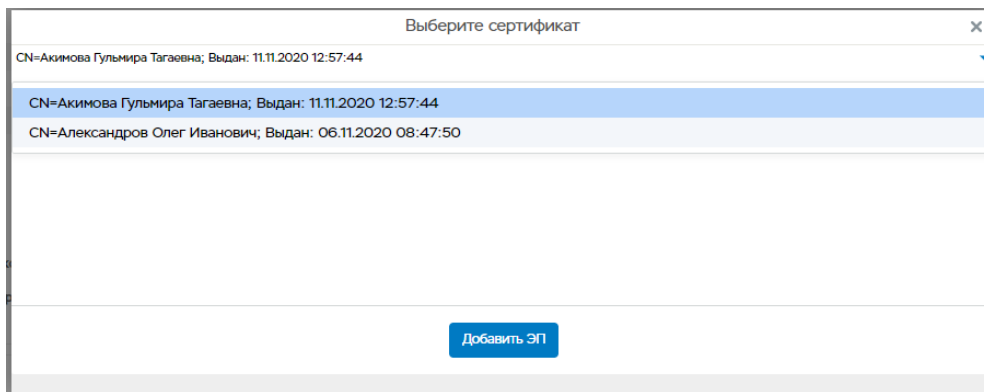 Выберите сертификат
CN=Акимова Гульмира Тагаевна; Выдан: 11.11.2020 12:57:44
CN=Акимова Гульмира Тагаевна; Выдан: 11.11.2020 12:57:44
CN=Александров Олег Иванович; Выдан: 06.11.2020 08:47:50
Добавить ЭП